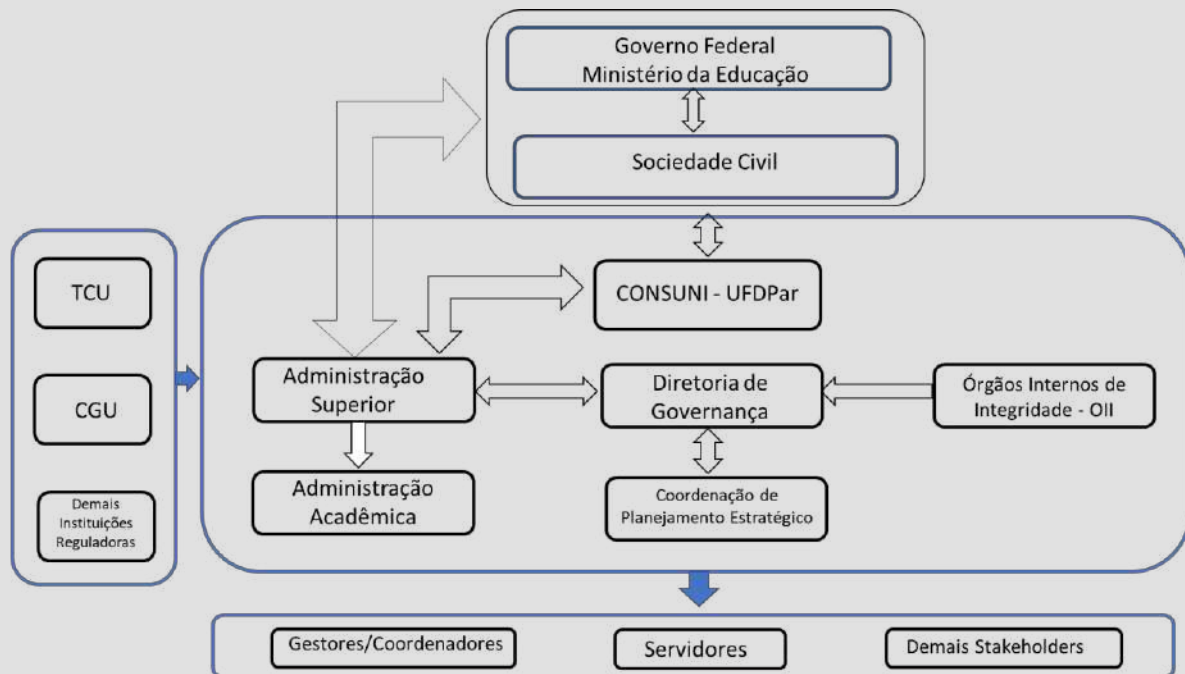 Governo Federal
Ministério da Educação
Sociedade Civil
TCU
CGU
Demais
Instituições
Reguladoras
CONSUNI - UFDPar
Administração
Superior
Diretoria de
Governança
Órgãos Internos de
Integridade - OII
Administração
Acadêmica
Coordenação de
Planejamento Estratégico
Gestores/Coordenadores
Servidores
Demais Stakeholders